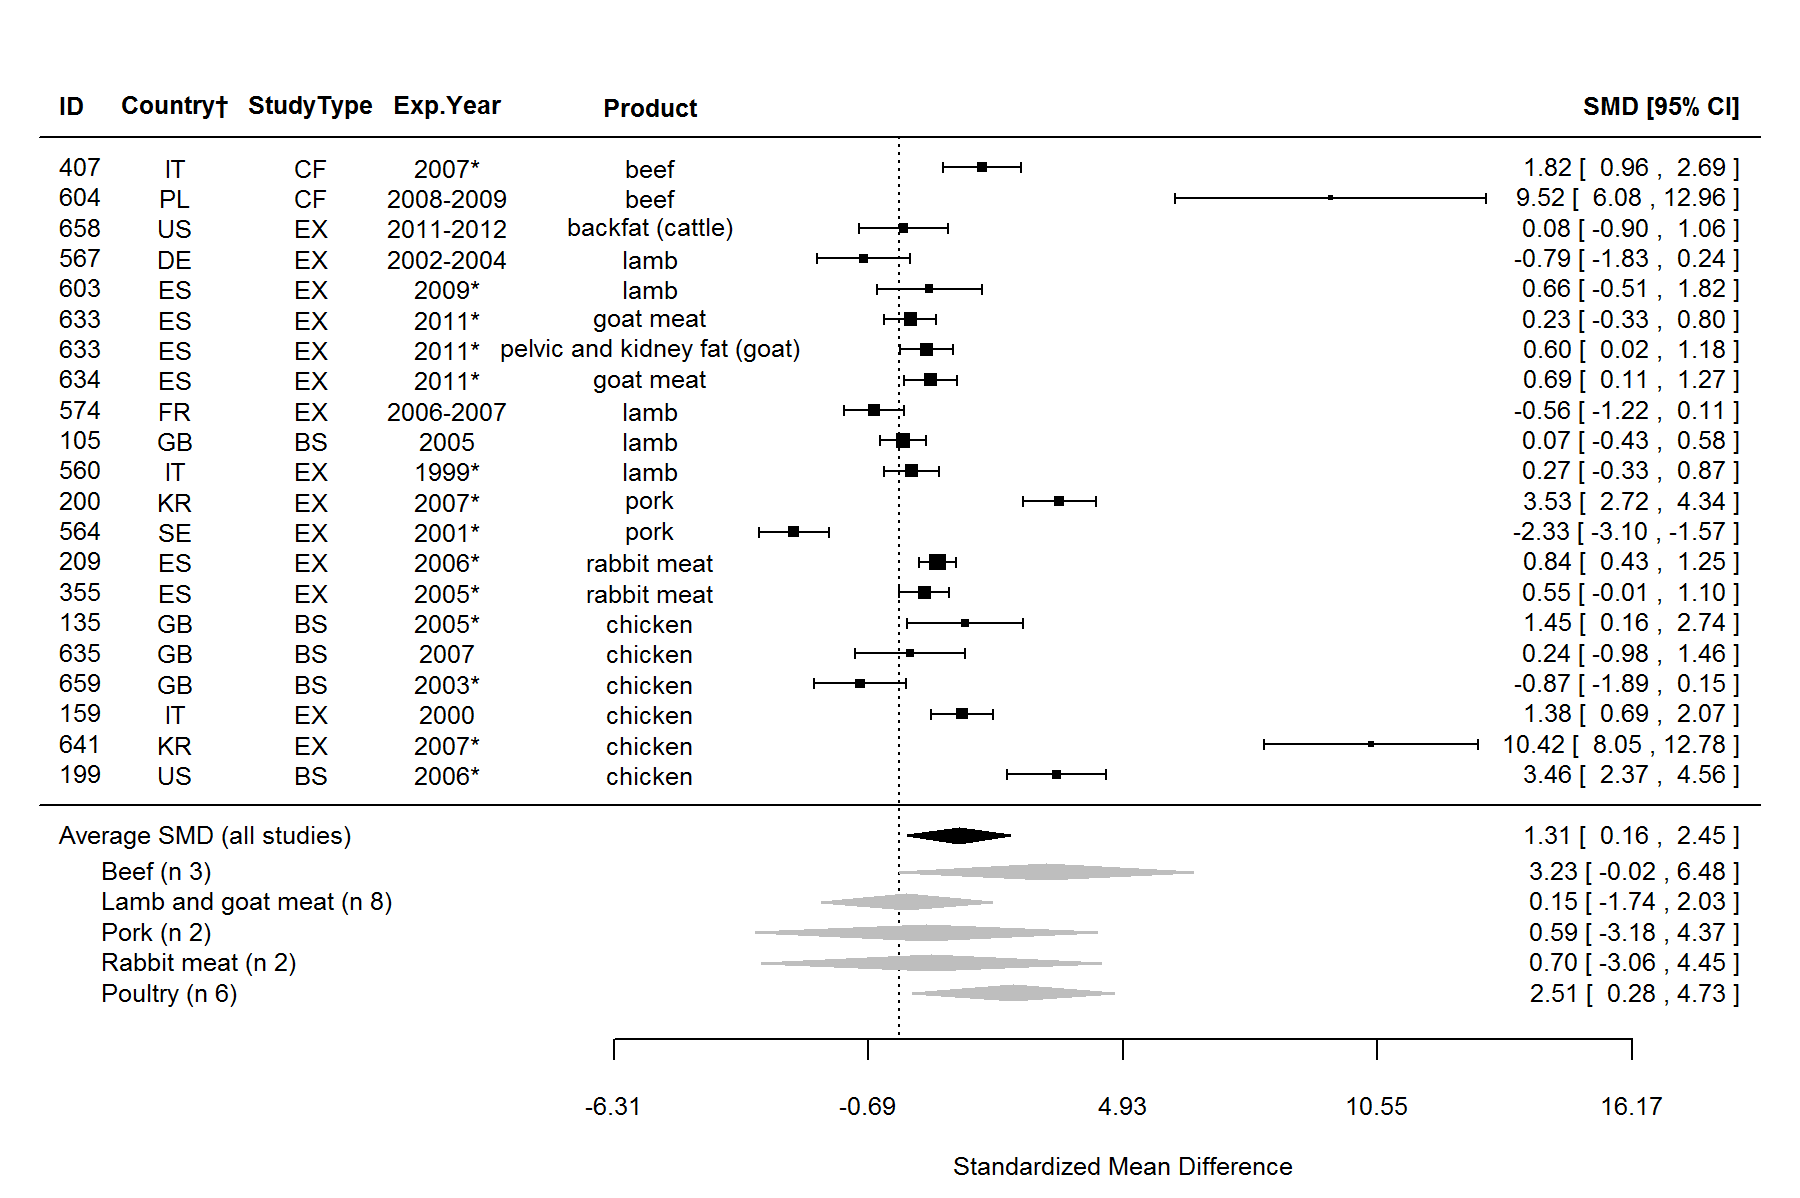 ID Country† StudyType Exp.Year Product SMD [95% CI]
407 IT CF 2007* beef 1.82 [ 0.96 , 2.69 ]
604 PL CF 2008-2009 beef 9.52 [ 6.08 , 12.96 ]
658 US EX 2011-2012 backfat (cattle) 0.08 [ -0.90 , 1.06 ]
567 DE EX 2002-2004 lamb -0.79 [ -1.83 , 0.24 ]
603 ES EX 2009* lamb 0.66 [ -0.51 , 1.82 ]
633 ES EX 2011* goat meat 0.23 [ -0.33 , 0.80 ]
633 ES EX 2011* pelvic and kidney fat (goat) 0.60 [ 0.02 , 1.18 ]
634 ES EX 2011* goat meat 0.69 [ 0.11 , 1.27 ]
574 FR EX 2006-2007 lamb -0.56 [ -1.22 , 0.11 ]
105 GB BS 2005 lamb 0.07 [ -0.43 , 0.58 ]
560 IT EX 1999* lamb 0.27 [ -0.33 , 0.87 ]
200 KR EX 2007* pork 3.53 [ 2.72 , 4.34 ]
564 SE EX 2001* pork -2.33 [ -3.10 , -1.57 ]
209 ES EX 2006* rabbit meat 0.84 [ 0.43 , 1.25 ]
355 ES EX 2005* rabbit meat 0.55 [ -0.01 , 1.10 ]
135 GB BS 2005* chicken 1.45 [ 0.16 , 2.74 ]
635 GB BS 2007 chicken 0.24 [ -0.98 , 1.46 ]
659 GB BS 2003* chicken -0.87 [ -1.89 , 0.15 ]
159 IT EX 2000 chicken 1.38 [ 0.69 , 2.07 ]
641 KR EX 2007* chicken 10.42 [ 8.05 , 12.78 ]
199 US BS 2006* chicken 3.46 [ 2.37 , 4.56 ]
Average SMD (all studies) 1.31 [ 0.16 , 2.45 ]
Beef (n 3) 3.23 [ -0.02 , 6.48 ]
Lamb and goat meat (n 8) 0.15 [ -1.74 , 2.03 ]
Pork (n 2) 0.59 [ -3.18 , 4.37 ]
Rabbit meat (n 2) 0.70 [ -3.06 , 4.45 ]
Poultry (n 6) 2.51 [ 0.28 , 4.73 ]
-6.31 -0.69 4.93 10.55 16.17
Standardized Mean Difference